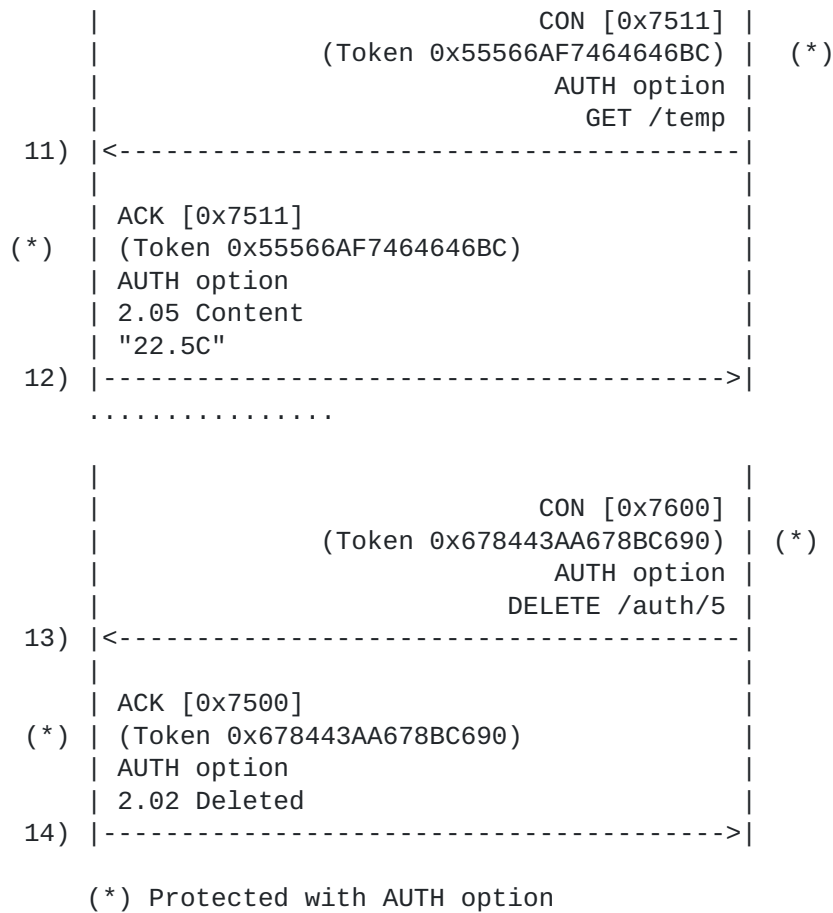 CON [0x7511]
(Token 0x55566AF7464646BC) (*)
AUTH option
GET /temp
11) |<----------------------------------------|
ACK [0x7511]
(*) (Token 0x55566AF7464646BC)
AUTH option
2.05 Content
"22.5C"
12) |---------------------------------------->|
................
CON [0x7600]
(Token 0x678443AA678BC690) (*)
AUTH option
DELETE /auth/5
13) |<----------------------------------------|
ACK [0x7500]
(*) (Token 0x678443AA678BC690)
AUTH option
2.02 Deleted
14) |---------------------------------------->|
(*) Protected with AUTH option